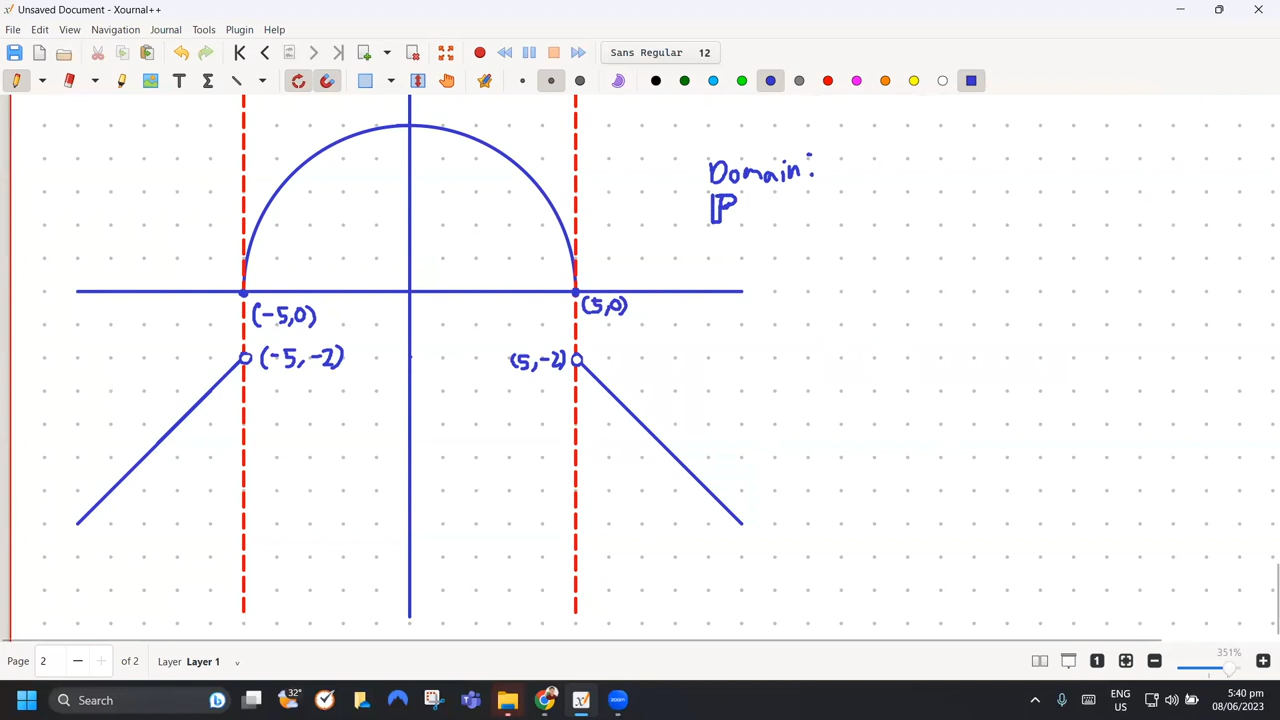 Unsaved Document - Xournal++
File Edit View Navigation Journal Tools Plugin Help
Sans Regular 12
Domain:
(-5,0)
(5,0)
(-5,-2)
(5,-2)
Page 2 of 2 Layer Layer 1
351%
Search
32°
zoom
ENG
US
5:40 pm
08/06/2023